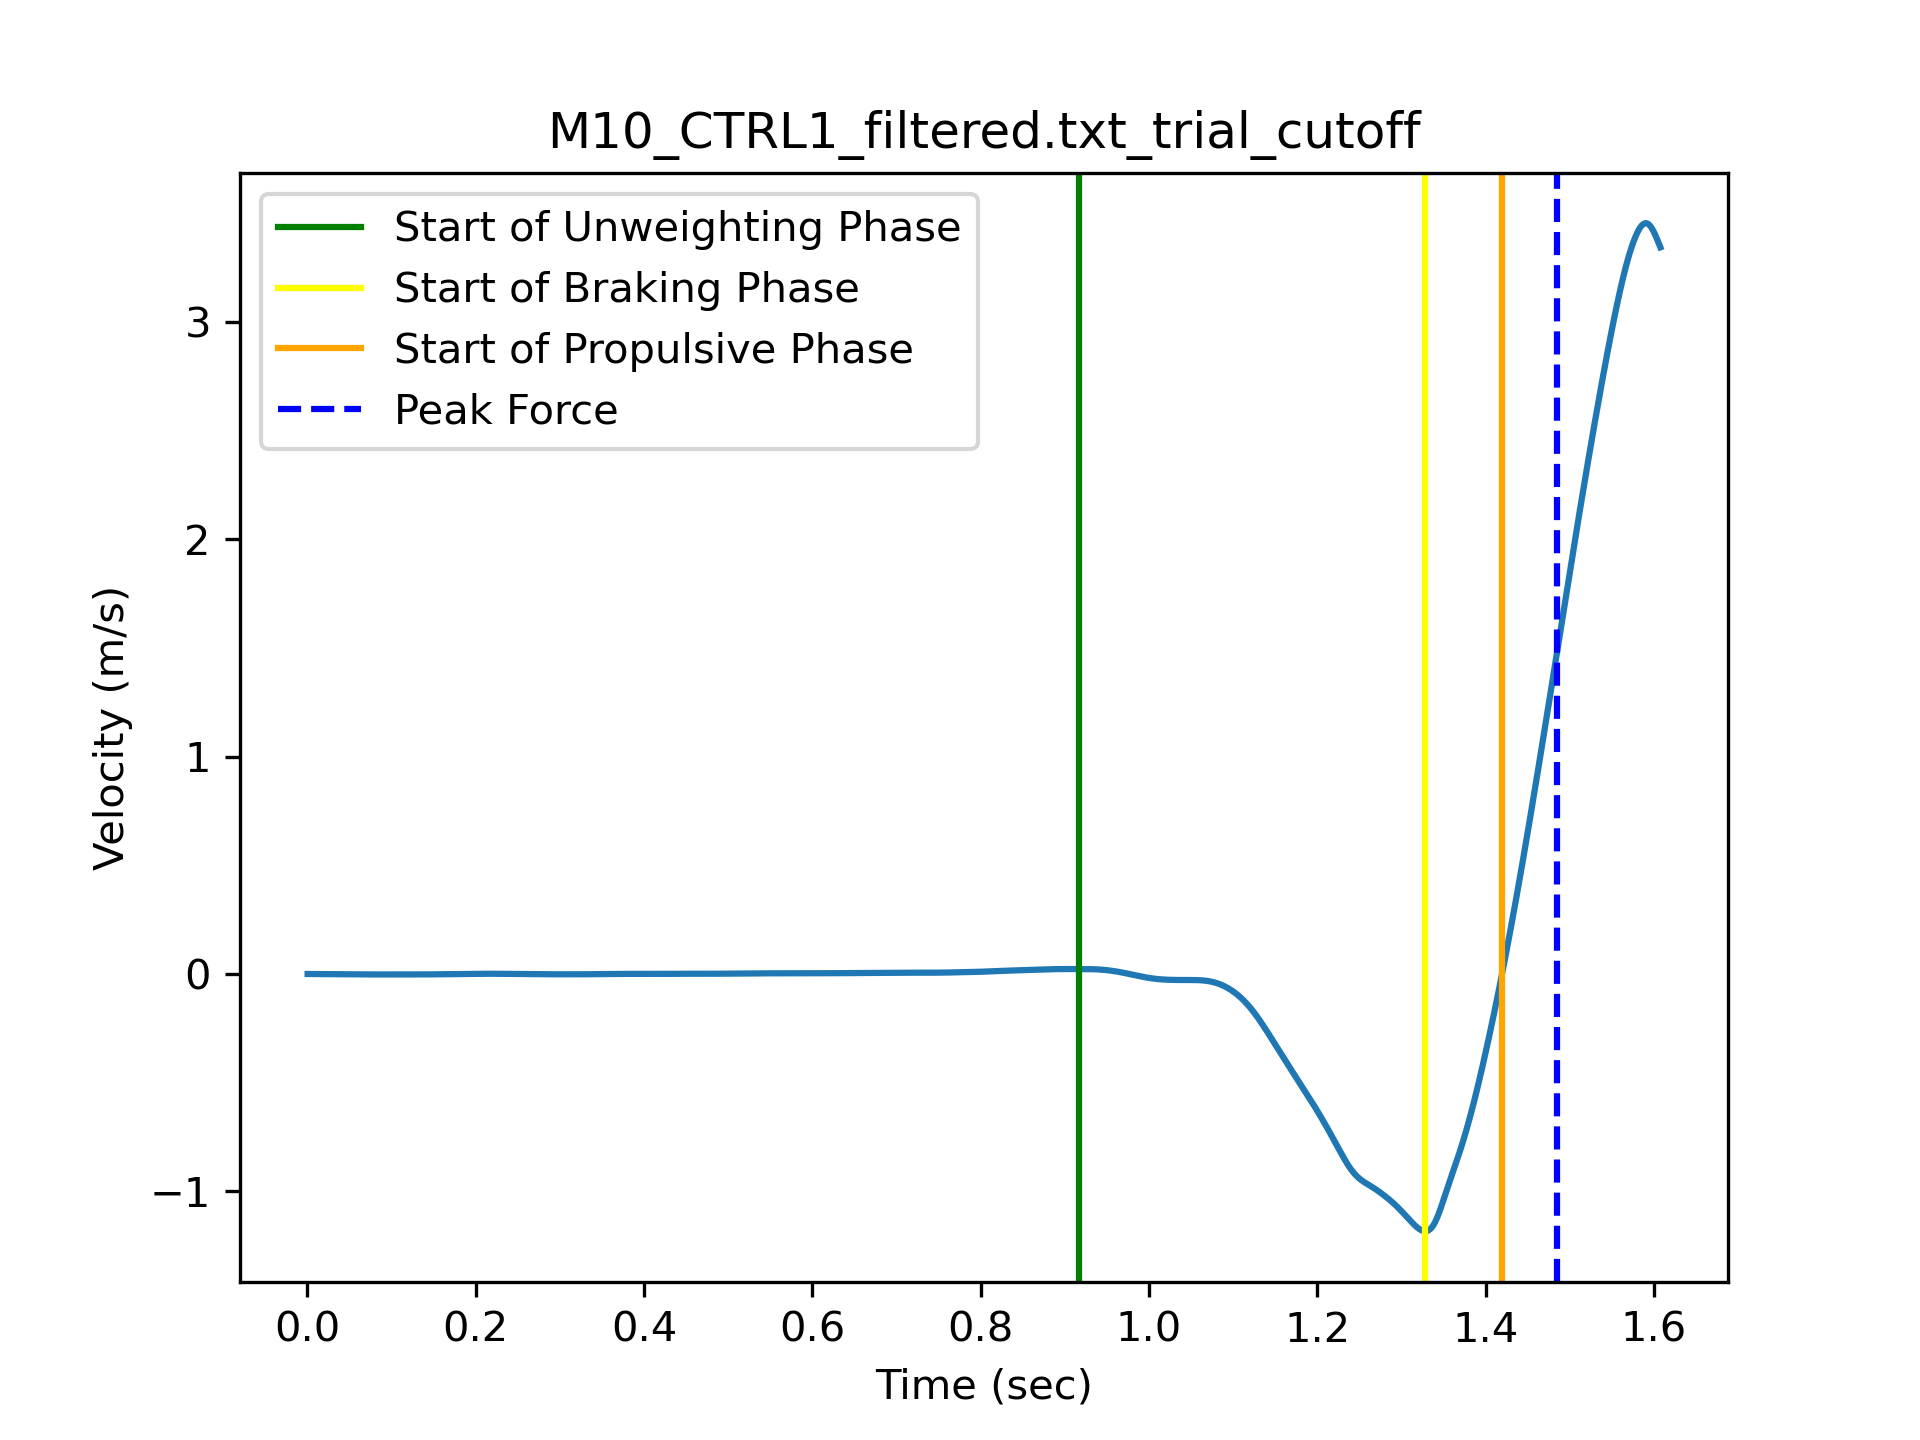 M10_CTRL1_filtered.txt_trial_cutoff
Start of Unweighting Phase
Start of Braking Phase
Start of Propulsive Phase
Peak Force
3
2
1
0
−1
Velocity (m/s)
0.0 0.2 0.4 0.6 0.8 1.0 1.2 1.4 1.6
Time (sec)